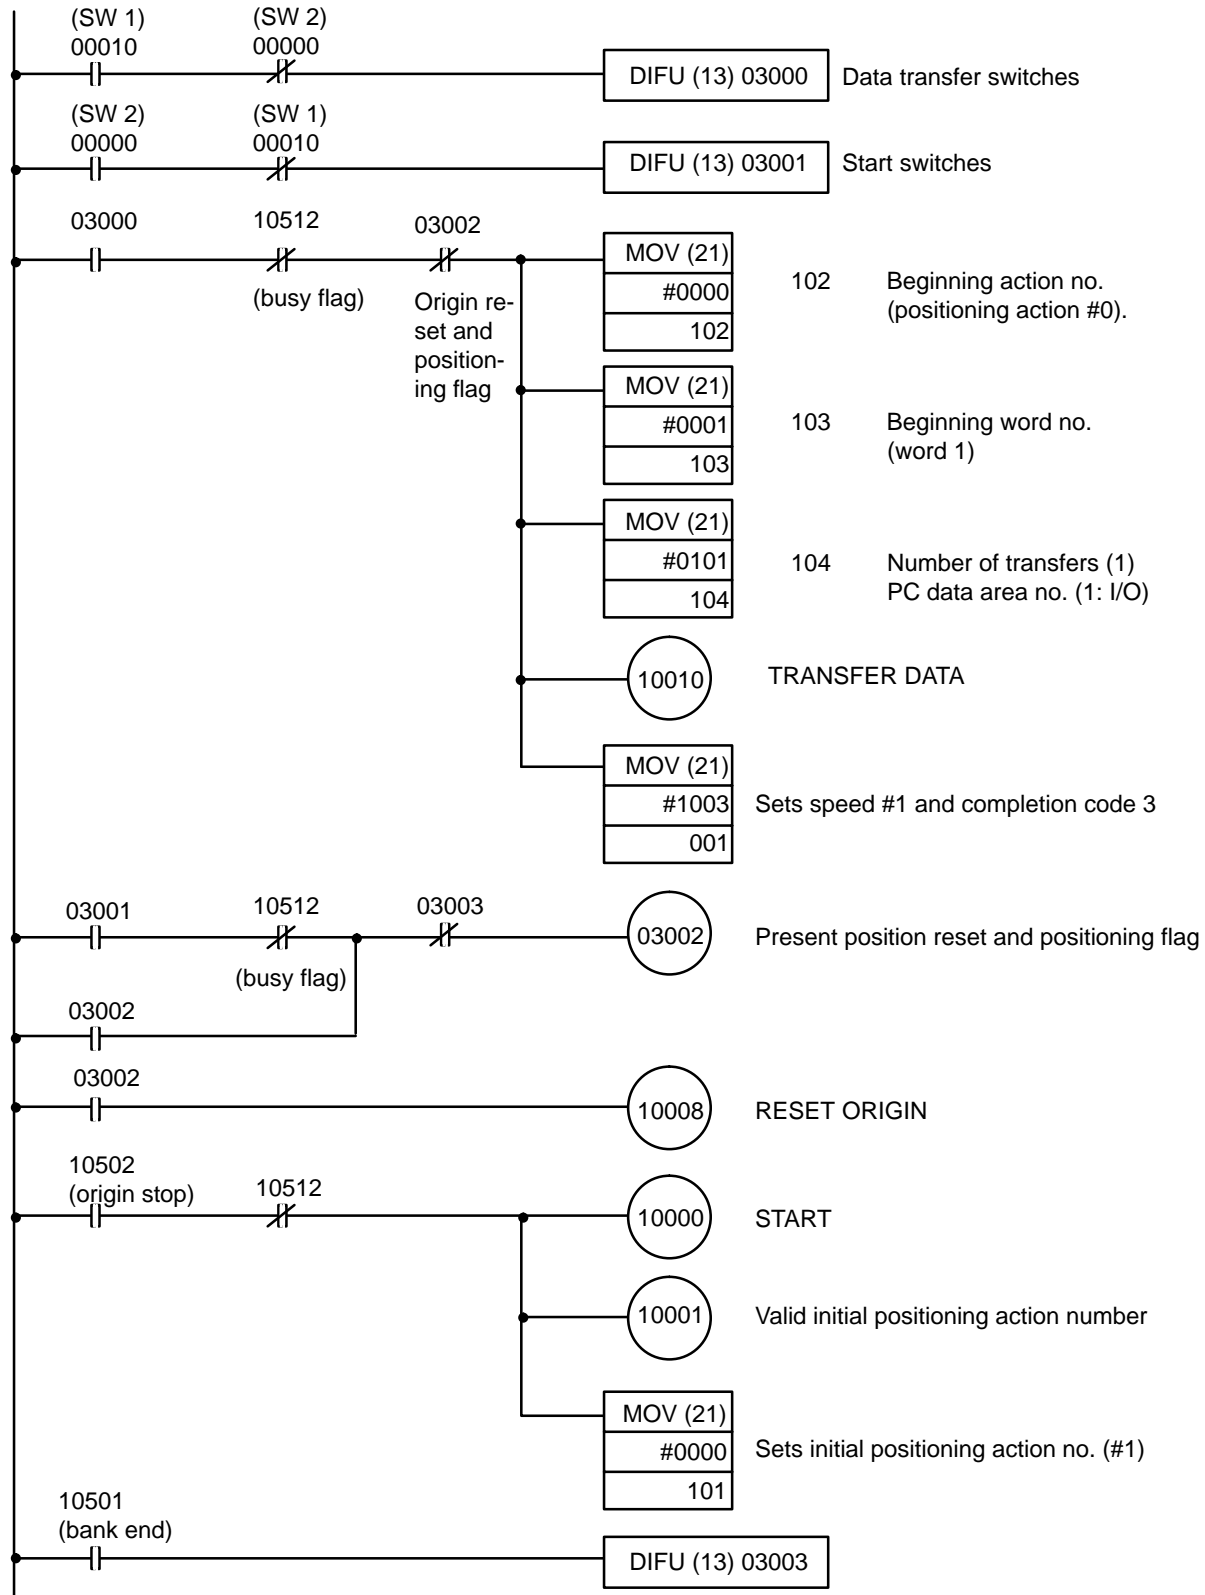 (SW 1)
00010
(SW 2)
00000
DIFU (13) 03000
Data transfer switches
(SW 2)
00000
(SW 1)
00010
DIFU (13) 03001
Start switches
03000
10512
(busy flag)
03002
Origin re-
set and
position-
ing flag
MOV (21)
#0000
102
102
Beginning action no.
(positioning action #0).
MOV (21)
#0001
103
103
Beginning word no.
(word 1)
MOV (21)
#0101
104
104
Number of transfers (1)
PC data area no. (1: I/O)
10010
TRANSFER DATA
MOV (21)
#1003
001
Sets speed #1 and completion code 3
03001
10512
(busy flag)
03003
03002
Present position reset and positioning flag
03002
03002
10008
RESET ORIGIN
10502
(origin stop)
10512
10000
START
10001
Valid initial positioning action number
MOV (21)
#0000
101
Sets initial positioning action no. (#1)
10501
(bank end)
DIFU (13) 03003